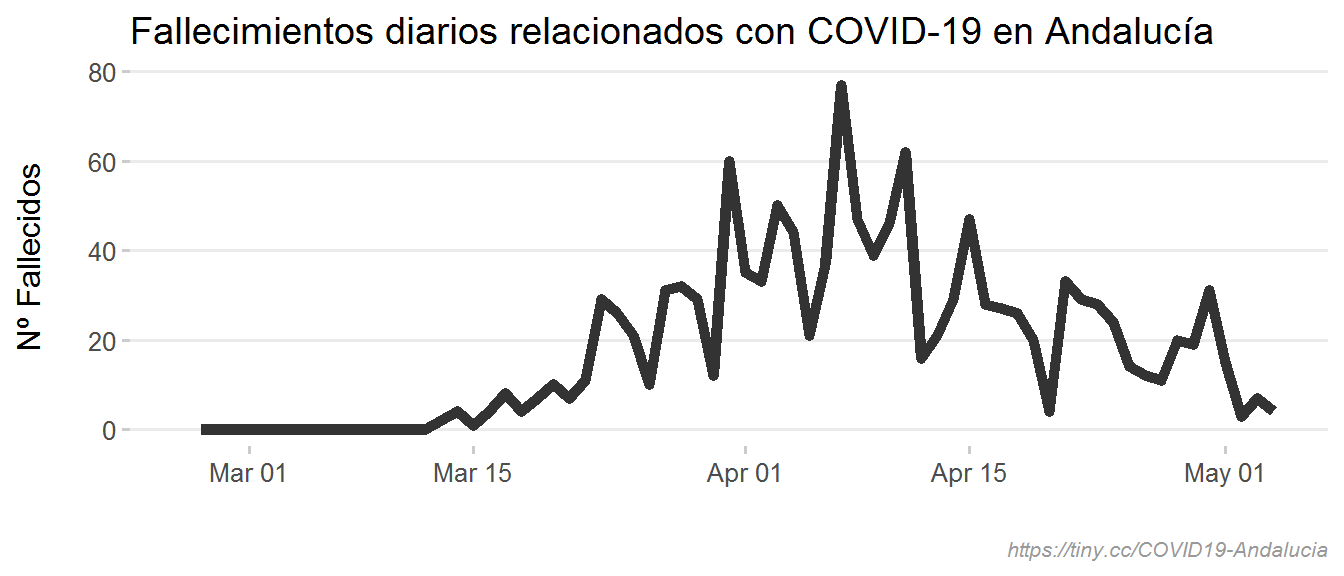 Fallecimientos diarios relacionados con COVID-19 en Andalucía
Nº Fallecidos
80
60
40
20
0
Mar 01 Mar 15 Apr 01 Apr 15 May 01
https://tiny.cc/COVID19-Andalucia